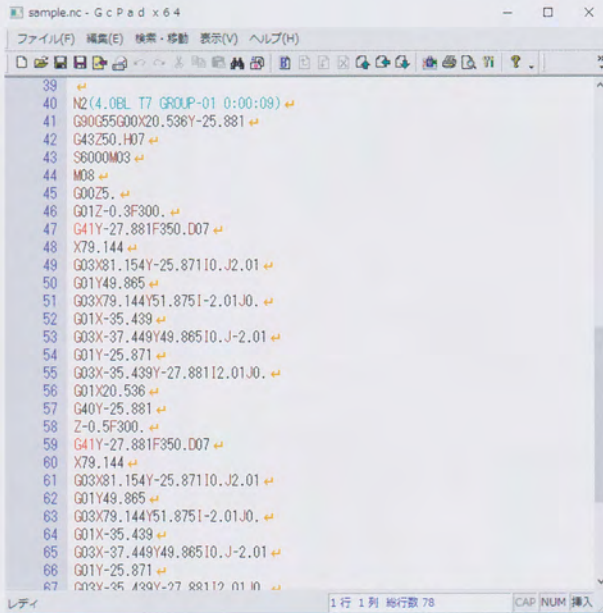 sample.nc - GcPad x64
ファイル(F) 編集(E) 検索・移動 表示(V) ヘルプ(H)
39
40 N2(4.0BL T7 GROUP-01 0:00:09)
41 G90G55G00X20.536Y-25.881
42 G43Z50.H07
43 S6000M03
44 M08
45 G00Z5.
46 G01Z-0.3F300.
47 G41Y-27.881F350.D07
48 X79.144
49 G03X81.154Y-25.871I0.J2.01
50 G01Y49.865
51 G03X79.144Y51.875I-2.01J0.
52 G01X-35.439
53 G03X-37.449Y49.865I0.J-2.01
54 G01Y-25.871
55 G03X-35.439Y-27.881I2.01J0.
56 G01X20.536
57 G40Y-25.881
58 Z-0.5F300.
59 G41Y-27.881F350.D07
60 X79.144
61 G03X81.154Y-25.871I0.J2.01
62 G01Y49.865
63 G03X79.144Y51.875I-2.01J0.
64 G01X-35.439
65 G03X-37.449Y49.865I0.J-2.01
66 G01Y-25.871
67 G03X-35.439Y-27.881I2.01J0.
レディ 1行 1列 総行数 78 CAP NUM 挿入